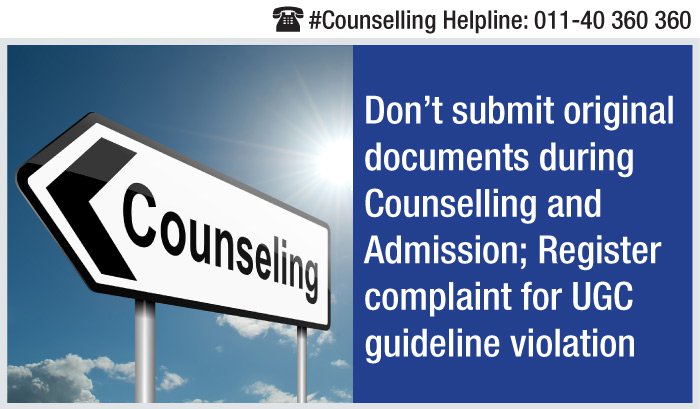 #Counselling Helpline: 011-40 360 360
Counseling
Don’t submit original
documents during
Counselling and
Admission; Register
complaint for UGC
guideline violation